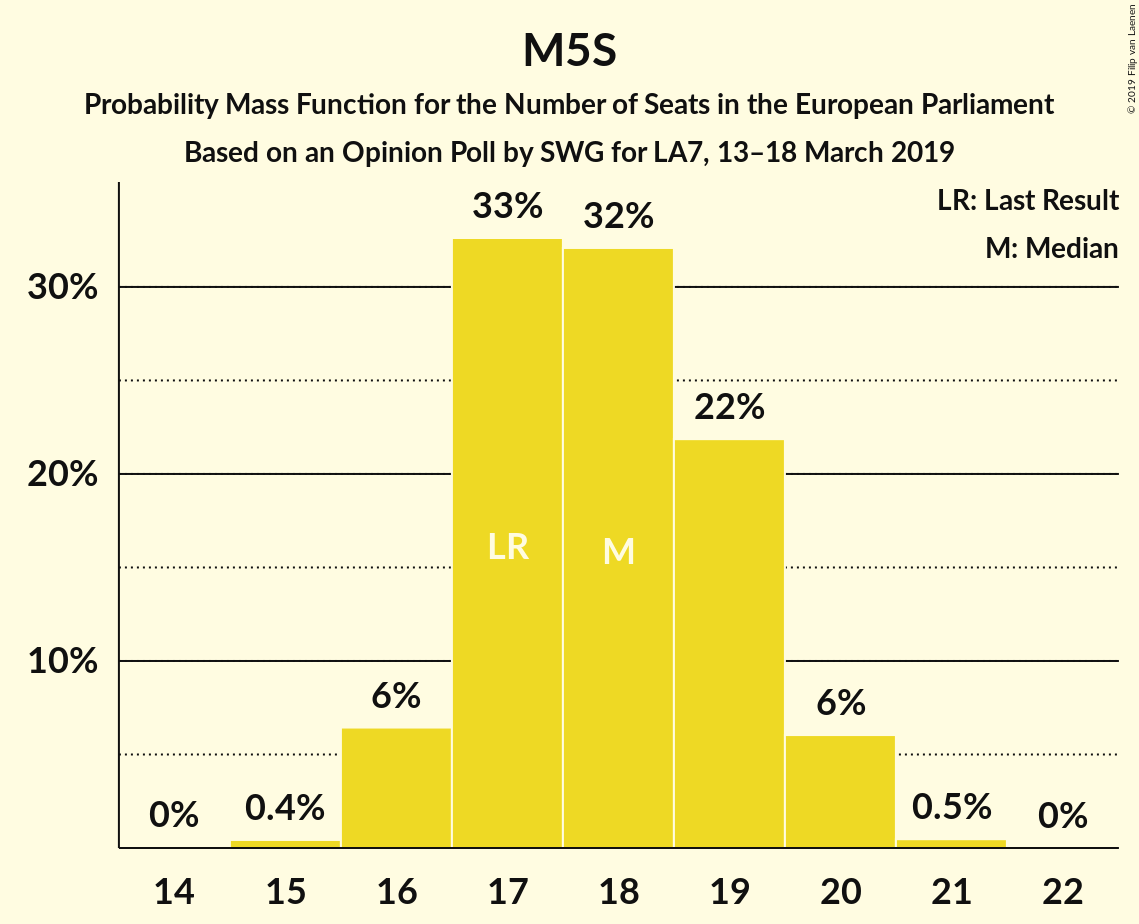 M5S
Probability Mass Function for the Number of Seats in the European Parliament
Based on an Opinion Poll by SWG for LA7, 13–18 March 2019
© 2019 Filip van Laenen
LR: Last Result
M: Median
33%
32%
30%
22%
20%
LR
M
10%
6%
6%
0%
0.4%
0.5%
0%
14 15 16 17 18 19 20 21 22